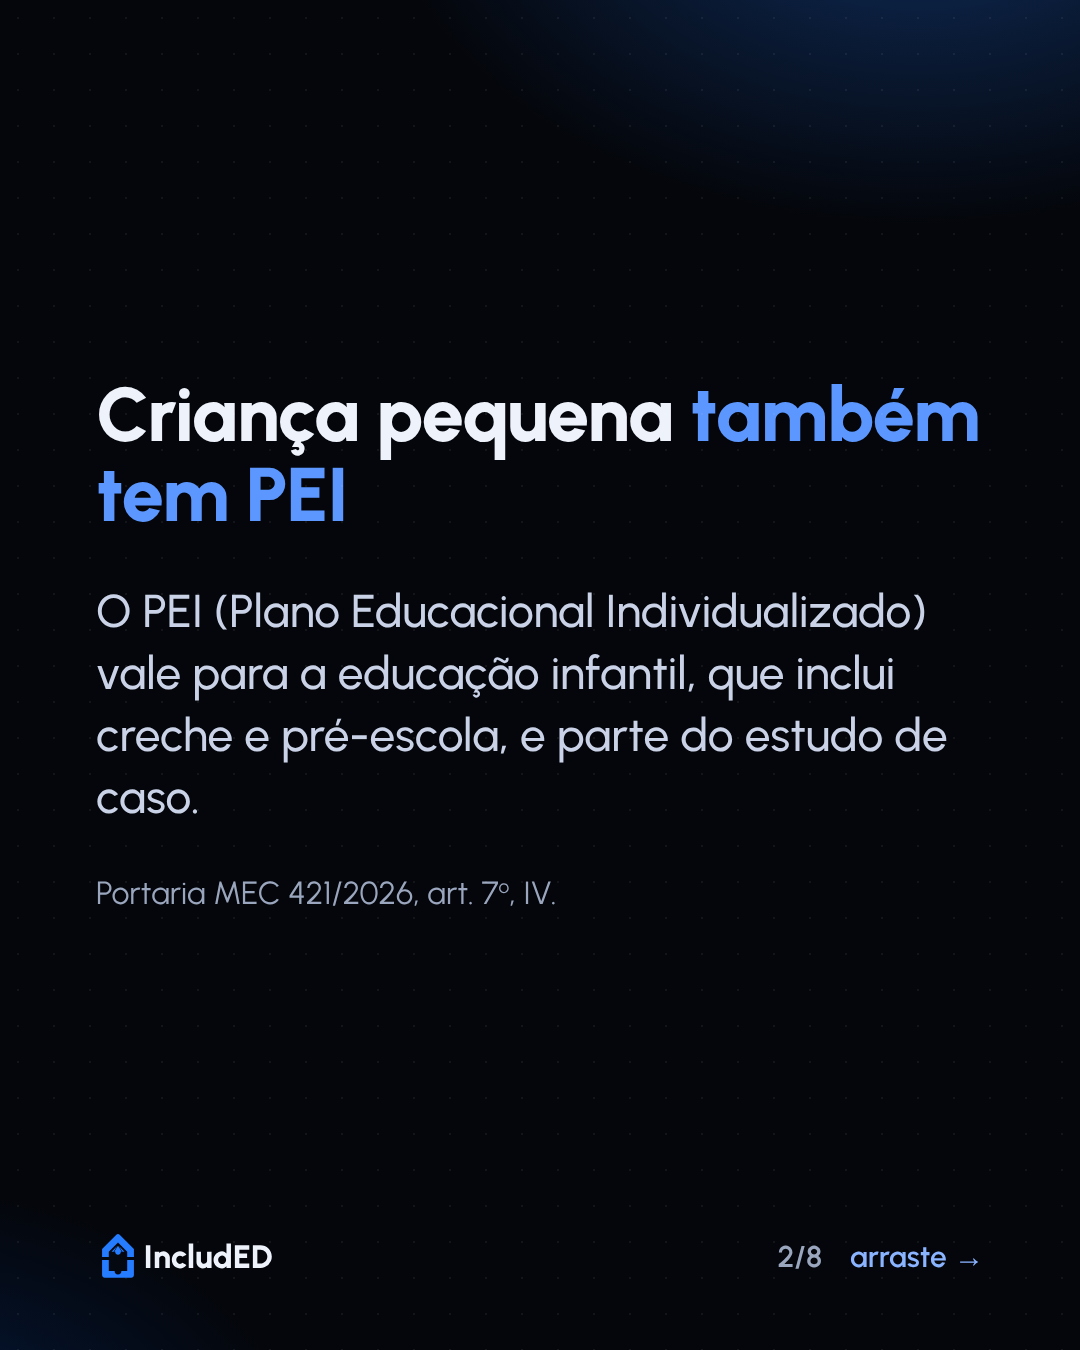 Criança pequena também
tem PEI
O PEI (Plano Educacional Individualizado)
vale para a educação infantil, que inclui
creche e pré-escola, e parte do estudo de
caso.
Portaria MEC 421/2026, art. 7º, IV.
IncludED
2/8 arraste →